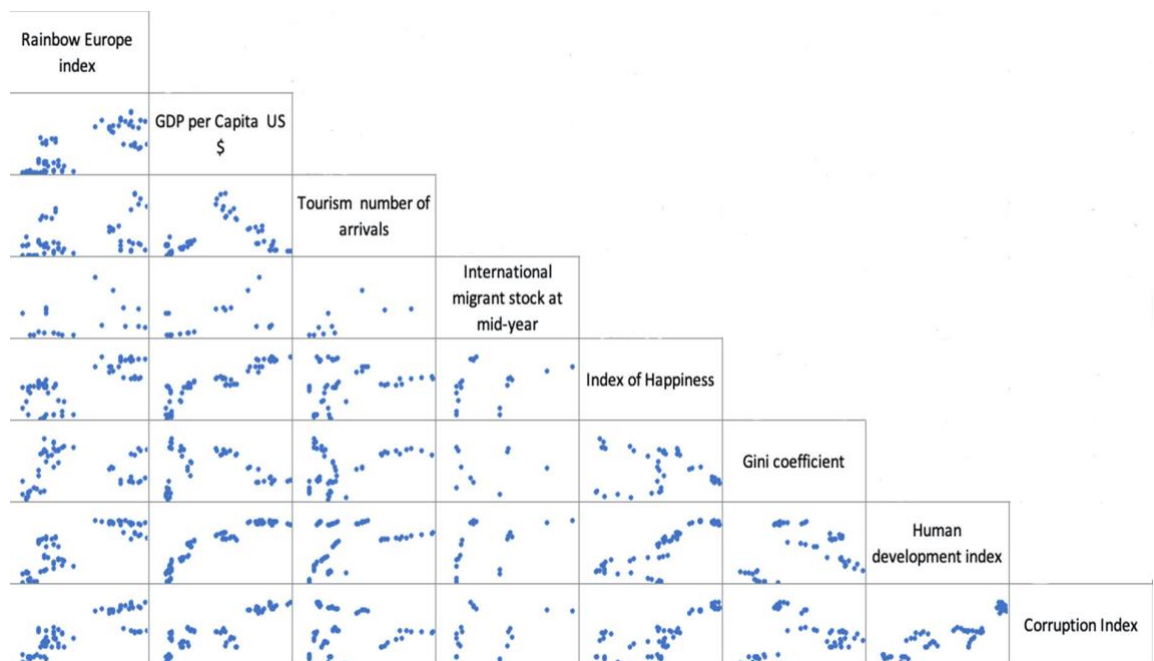 Rainbow Europe
index
GDP per Capita US
$
Tourism number of
arrivals
International
migrant stock at
mid-year
Index of Happiness
Gini coefficient
Human
development index
Corruption Index